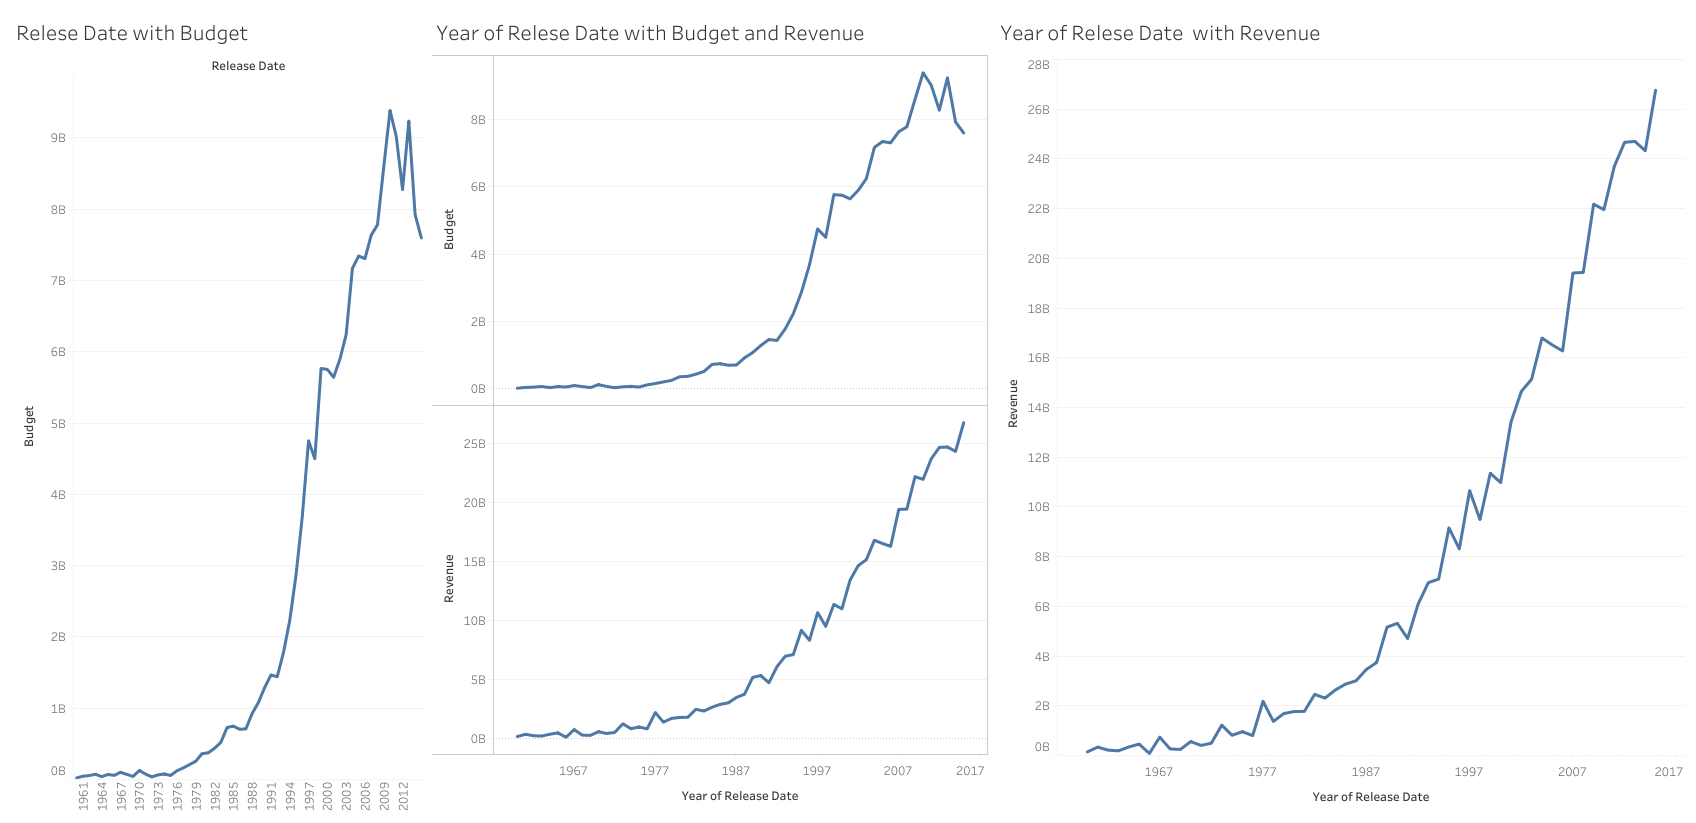 Relese Date with Budget
Release Date
Budget
9B
8B
7B
6B
5B
4B
3B
2B
1B
0B
1961
1964
1967
1970
1973
1976
1979
1982
1985
1988
1991
1994
1997
2000
2003
2006
2009
2012
Year of Relese Date with Budget and Revenue
Budget
8B
6B
4B
2B
0B
Revenue
25B
20B
15B
10B
5B
0B
1967 1977 1987 1997 2007 2017
Year of Release Date
Year of Relese Date  with Revenue
Revenue
28B
26B
24B
22B
20B
18B
16B
14B
12B
10B
8B
6B
4B
2B
0B
1967 1977 1987 1997 2007 2017
Year of Release Date